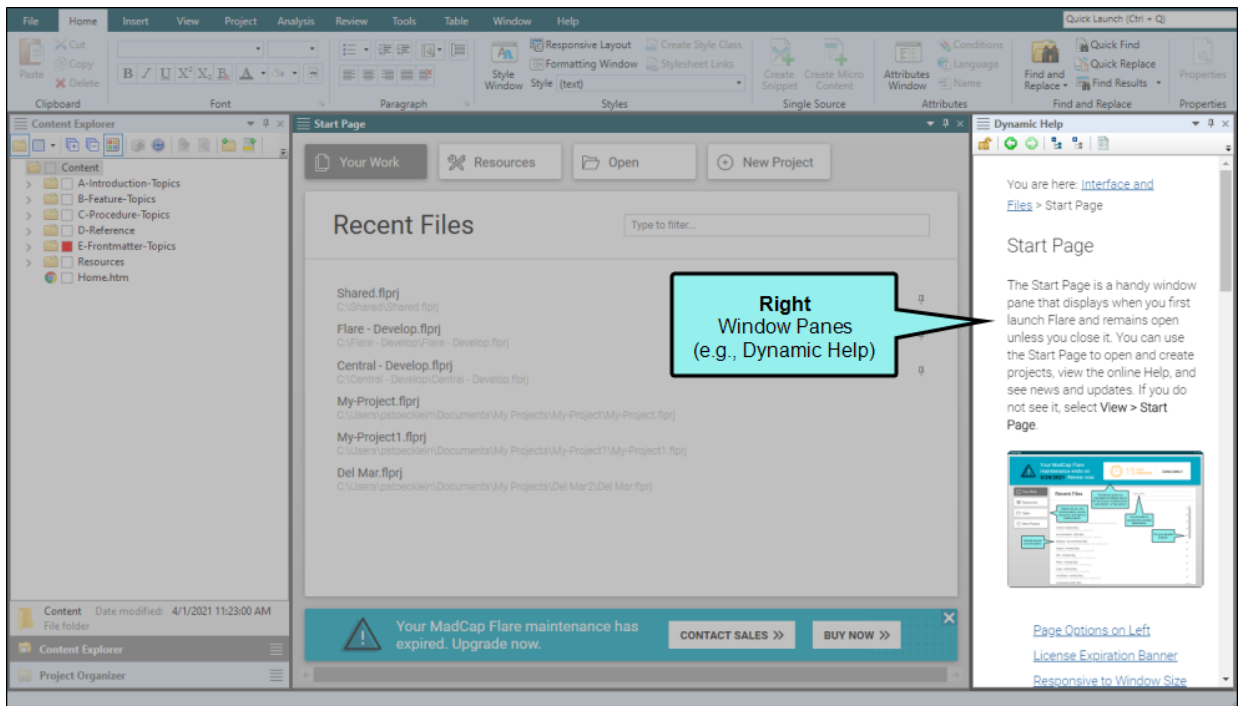 File Home Insert View Project Analysis Review Tools Table Window Help
Quick Launch (Ctrl + Q)
Paste
Cut
Copy
Delete
Clipboard
B I U X² X₂ B A
Font
Paragraph
Style Window
Responsive Layout
Formatting Window
Style (text)
Create Style Class
Stylesheet Links
Styles
Create Snippet
Create Micro Content
Single Source
Attributes Window
Conditions
Language
Name
Attributes
Find and Replace
Quick Find
Quick Replace
Find Results
Find and Replace
Properties
Properties
Content Explorer
Content
A-Introduction-Topics
B-Feature-Topics
C-Procedure-Topics
D-Reference
E-Frontmatter-Topics
Resources
Home.htm
Content Date modified: 4/1/2021 11:23:00 AM
File folder
Content Explorer
Project Organizer
Start Page
Your Work
Resources
Open
New Project
Recent Files
Type to filter...
Shared.flprj
C:\Shared\Shared.flprj
Flare - Develop.flprj
C:\Flare - Develop\Flare - Develop.flprj
Central - Develop.flprj
C:\Central - Develop\Central - Develop.flprj
My-Project.flprj
C:\Users\pstoecklein\Documents\My Projects\My-Project\My-Project.flprj
My-Project1.flprj
C:\Users\pstoecklein\Documents\My Projects\My-Project1\My-Project1.flprj
Del Mar.flprj
C:\Users\pstoecklein\Documents\My Projects\Del Mar2\Del Mar.flprj
Right
Window Panes
(e.g., Dynamic Help)
Your MadCap Flare maintenance has
expired. Upgrade now.
CONTACT SALES >>
BUY NOW >>
Dynamic Help
You are here: Interface and
Files > Start Page
Start Page
The Start Page is a handy window
pane that displays when you first
launch Flare and remains open
unless you close it. You can use
the Start Page to open and create
projects, view the online Help, and
see news and updates. If you do
not see it, select View > Start
Page.
Your MadCap Flare
Recent Files
Page Options on Left
License Expiration Banner
Responsive to Window Size